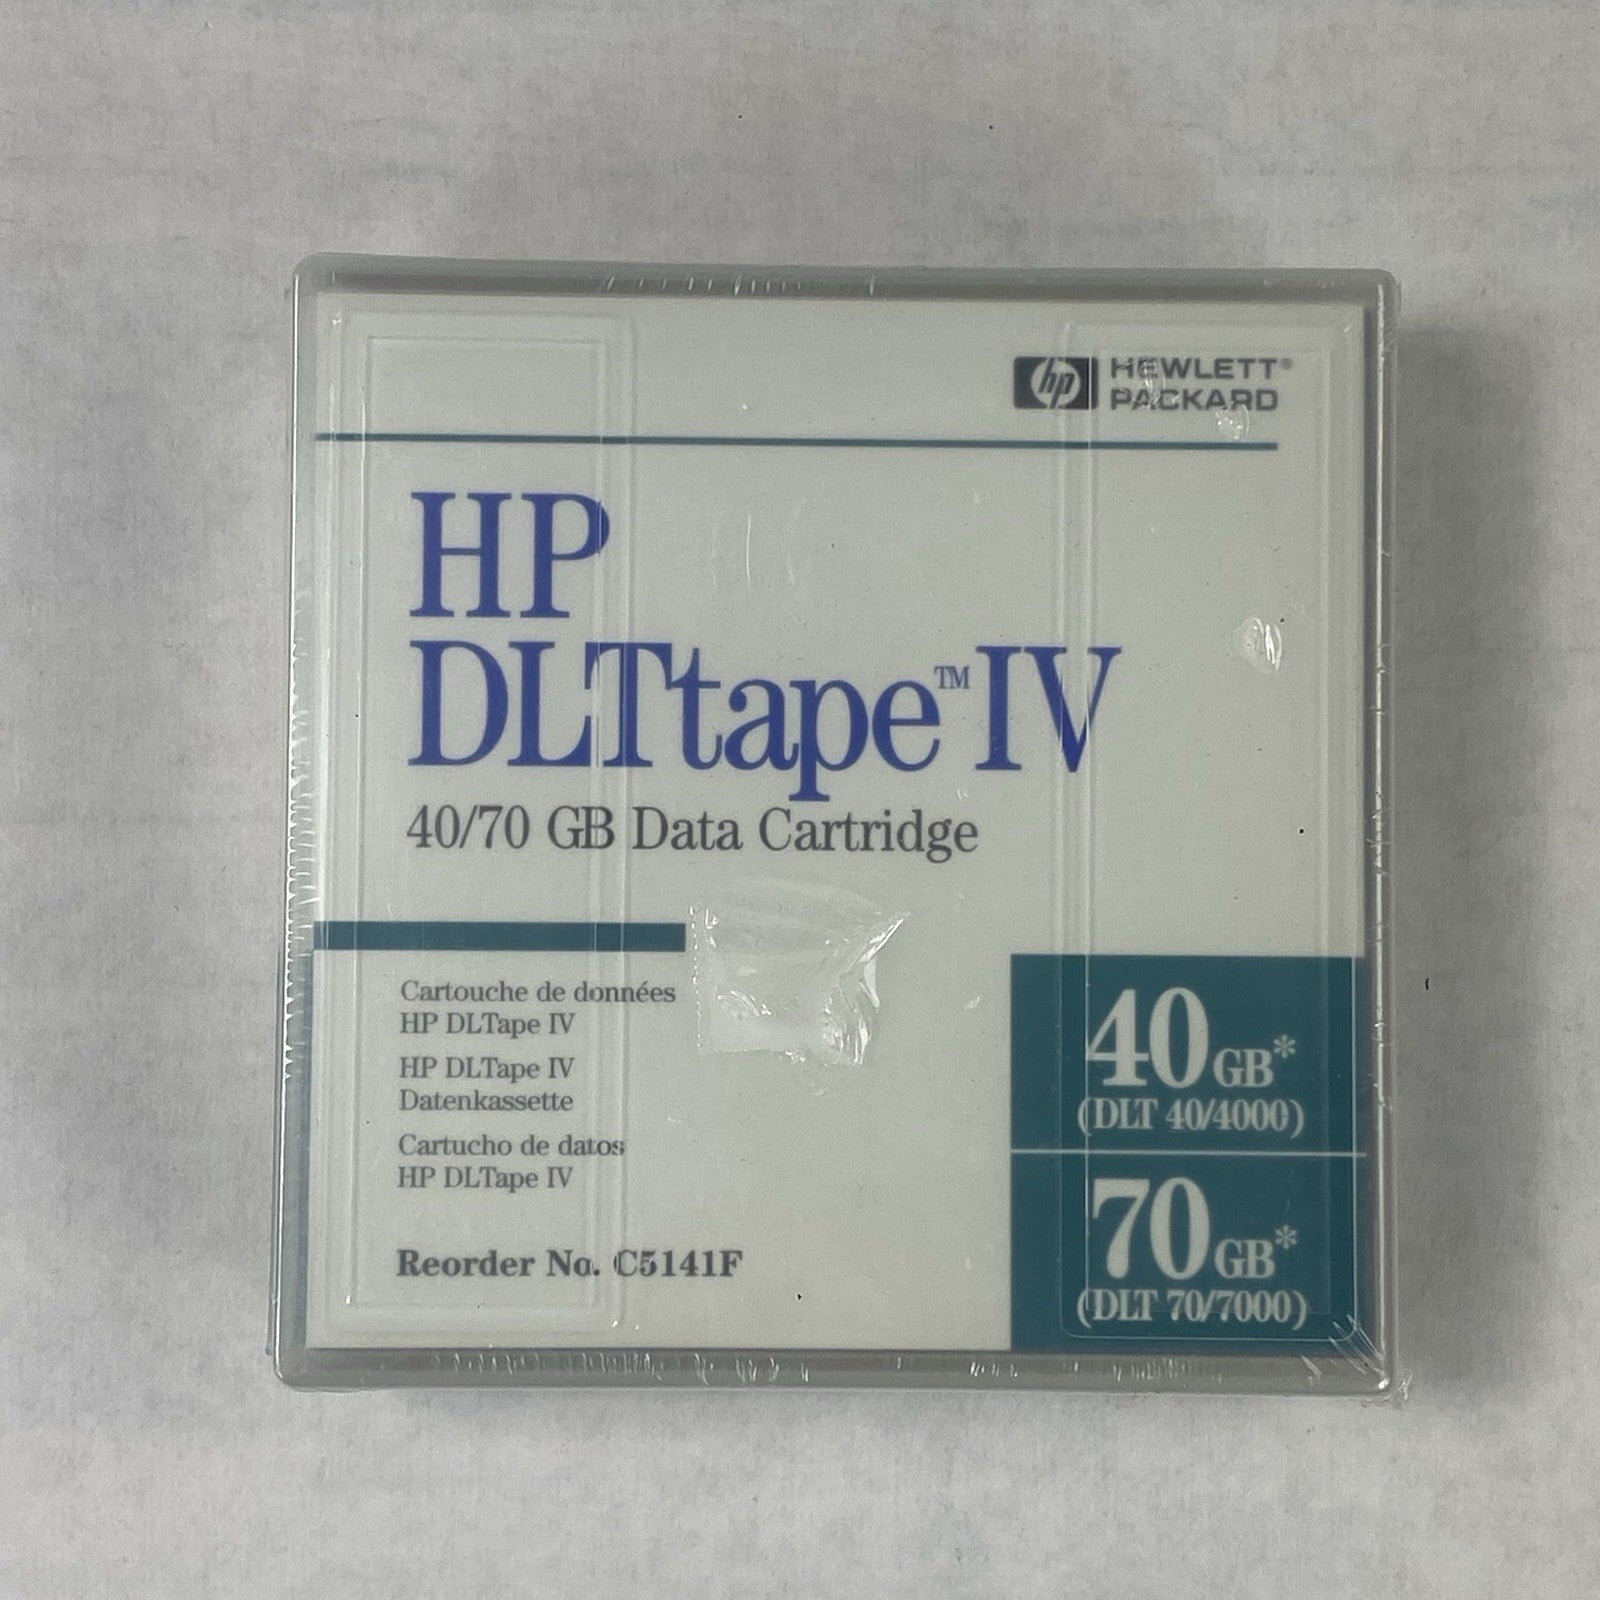 hp HEWLETT®
PACKARD
HP
DLTtape™ IV
40/70 GB Data Cartridge
Cartouche de données
HP DLTape IV
HP DLTape IV
Datenkassette
Cartucho de datos
HP DLTape IV
Reorder No. C5141F
40 GB*
(DLT 40/4000)
70 GB*
(DLT 70/7000)